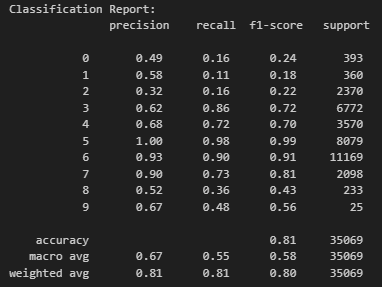 Classification Report:
precision recall f1-score support
0 0.49 0.16 0.24 393
1 0.58 0.11 0.18 360
2 0.32 0.16 0.22 2370
3 0.62 0.86 0.72 6772
4 0.68 0.72 0.70 3570
5 1.00 0.98 0.99 8079
6 0.93 0.90 0.91 11169
7 0.90 0.73 0.81 2098
8 0.52 0.36 0.43 233
9 0.67 0.48 0.56 25
accuracy 0.81 35069
macro avg 0.67 0.55 0.58 35069
weighted avg 0.81 0.81 0.80 35069